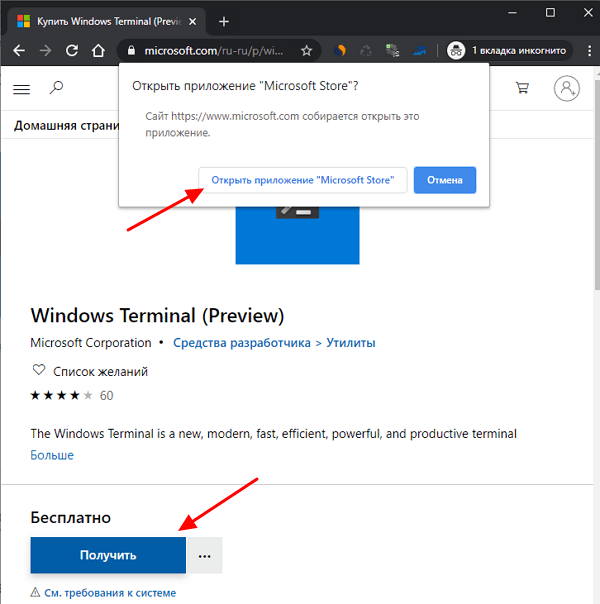 Купить Windows Terminal (Previe
microsoft.com/ru-ru/p/wi...
1 вкладка инкогнито
Открыть приложение "Microsoft Store"?
Сайт https://www.microsoft.com собирается открыть это
приложение.
Открыть приложение "Microsoft Store"
Отмена
Домашняя страни
Windows Terminal (Preview)
Microsoft Corporation • Средства разработчика > Утилиты
Список желаний
60
The Windows Terminal is a new, modern, fast, efficient, powerful, and productive terminal
Больше
Бесплатно
Получить
...
См. требования к системе